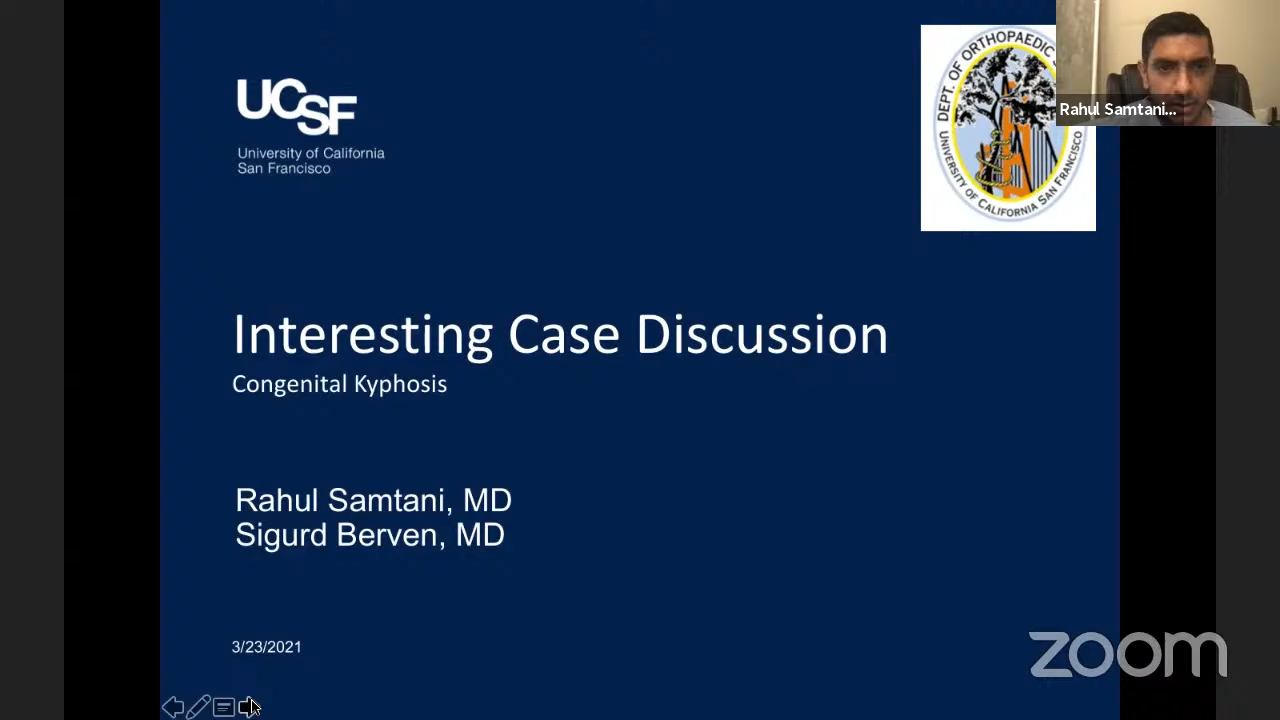 UCSF
University of California
San Francisco
DEPT. OF ORTHOPAEDIC
UNIVERSITY OF CALIFORNIA SAN FRANCISCO
Rahul Samtani...
Interesting Case Discussion
Congenital Kyphosis
Rahul Samtani, MD
Sigurd Berven, MD
3/23/2021
zoom